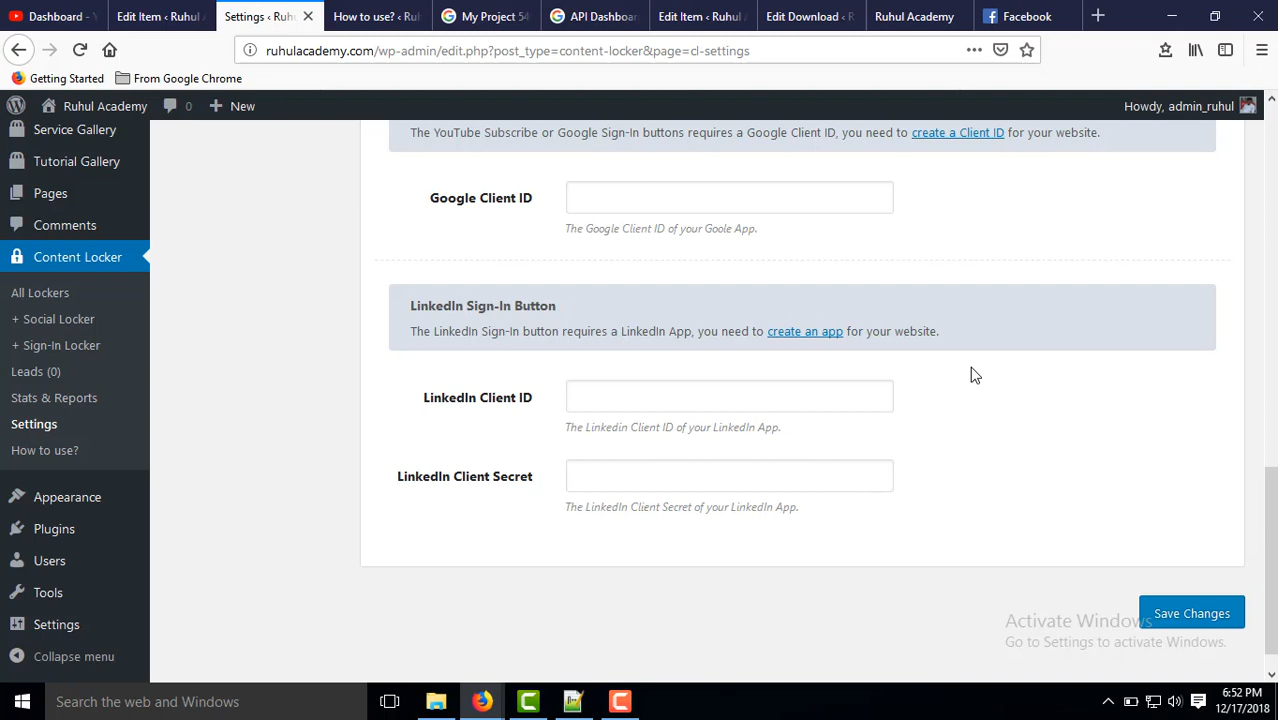 Dashboard -
Edit Item ‹ Ruhul A
Settings ‹ Ruhu
How to use? ‹ Ru
My Project 54
API Dashboar
Edit Item ‹ Ruhul A
Edit Download ‹ R
Ruhul Academy
Facebook
ruhulacademy.com/wp-admin/edit.php?post_type=content-locker&page=cl-settings
Getting Started
From Google Chrome
Ruhul Academy
0
New
Howdy, admin_ruhul
Service Gallery
Tutorial Gallery
Pages
Comments
Content Locker
All Lockers
+ Social Locker
+ Sign-In Locker
Leads (0)
Stats & Reports
Settings
How to use?
Appearance
Plugins
Users
Tools
Settings
Collapse menu
The YouTube Subscribe or Google Sign-In buttons requires a Google Client ID, you need to create a Client ID for your website.
Google Client ID
The Google Client ID of your Goole App.
LinkedIn Sign-In Button
The LinkedIn Sign-In button requires a LinkedIn App, you need to create an app for your website.
LinkedIn Client ID
The Linkedin Client ID of your LinkedIn App.
LinkedIn Client Secret
The LinkedIn Client Secret of your LinkedIn App.
Save Changes
Activate Windows
Go to Settings to activate Windows.
Search the web and Windows
6:52 PM
12/17/2018